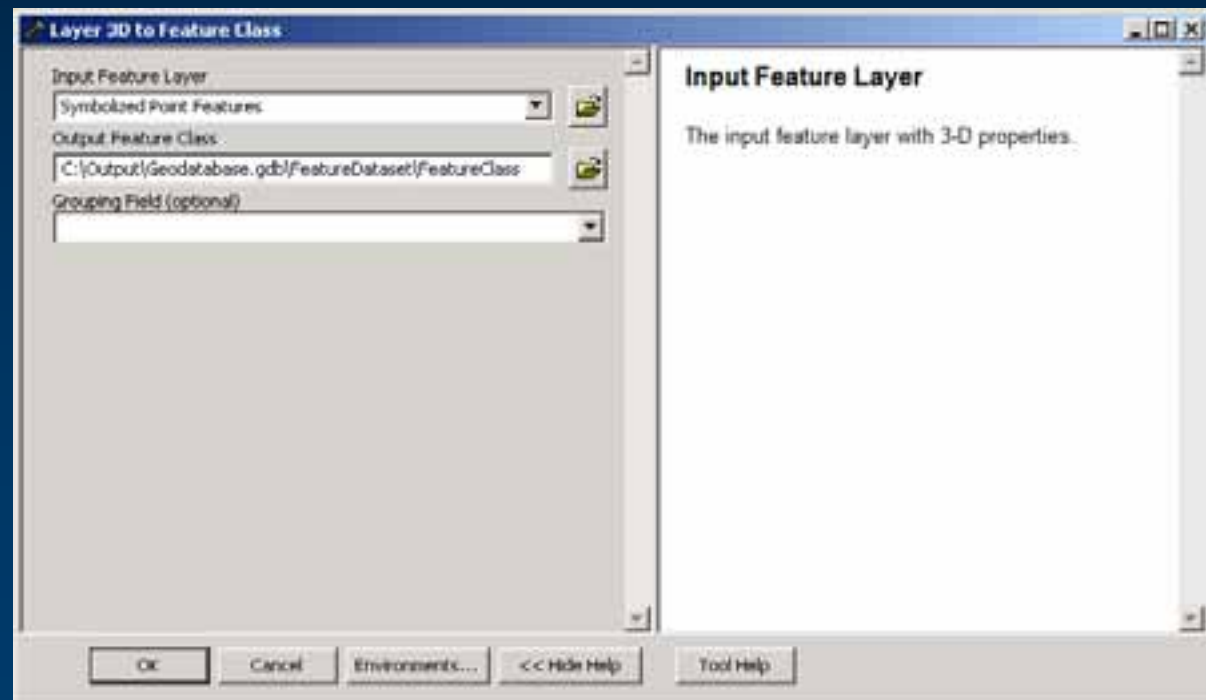 Layer 3D to Feature Class
Input Feature Layer
Symbolized Point Features
Output Feature Class
C:\Output\Geodatabase.gdb\FeatureDataset\FeatureClass
Grouping Field (optional)
Input Feature Layer
The input feature layer with 3-D properties.
OK
Cancel
Environments...
<< Hide Help
Tool Help